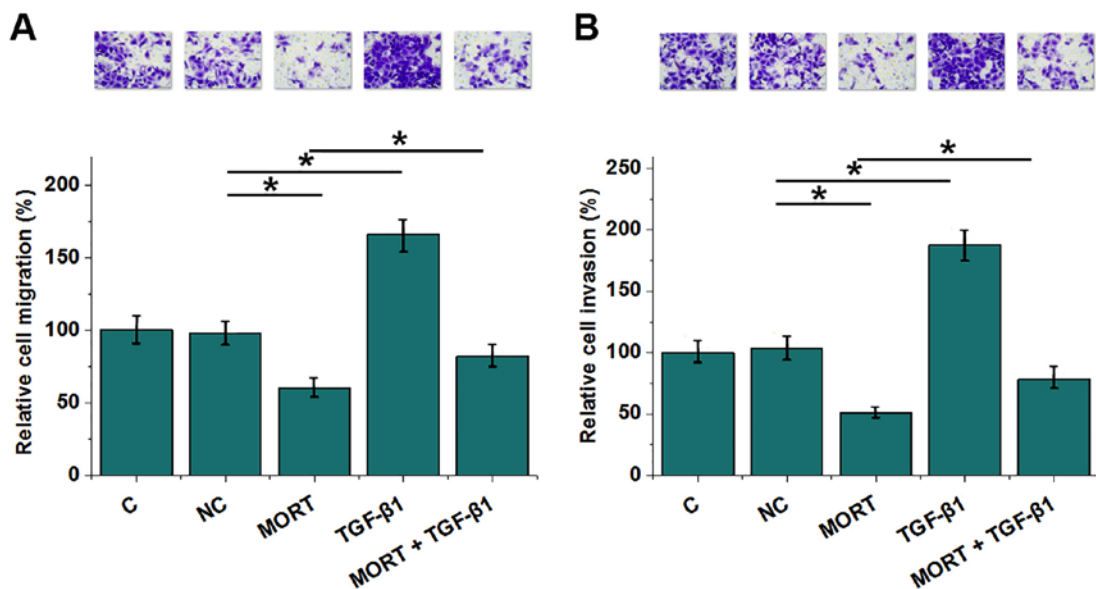 A
*
*
*
Relative cell migration (%)
200
150
100
50
0
C
NC
MORT
TGF-β1
MORT + TGF-β1
B
*
*
*
Relative cell invasion (%)
250
200
150
100
50
0
C
NC
MORT
TGF-β1
MORT + TGF-β1